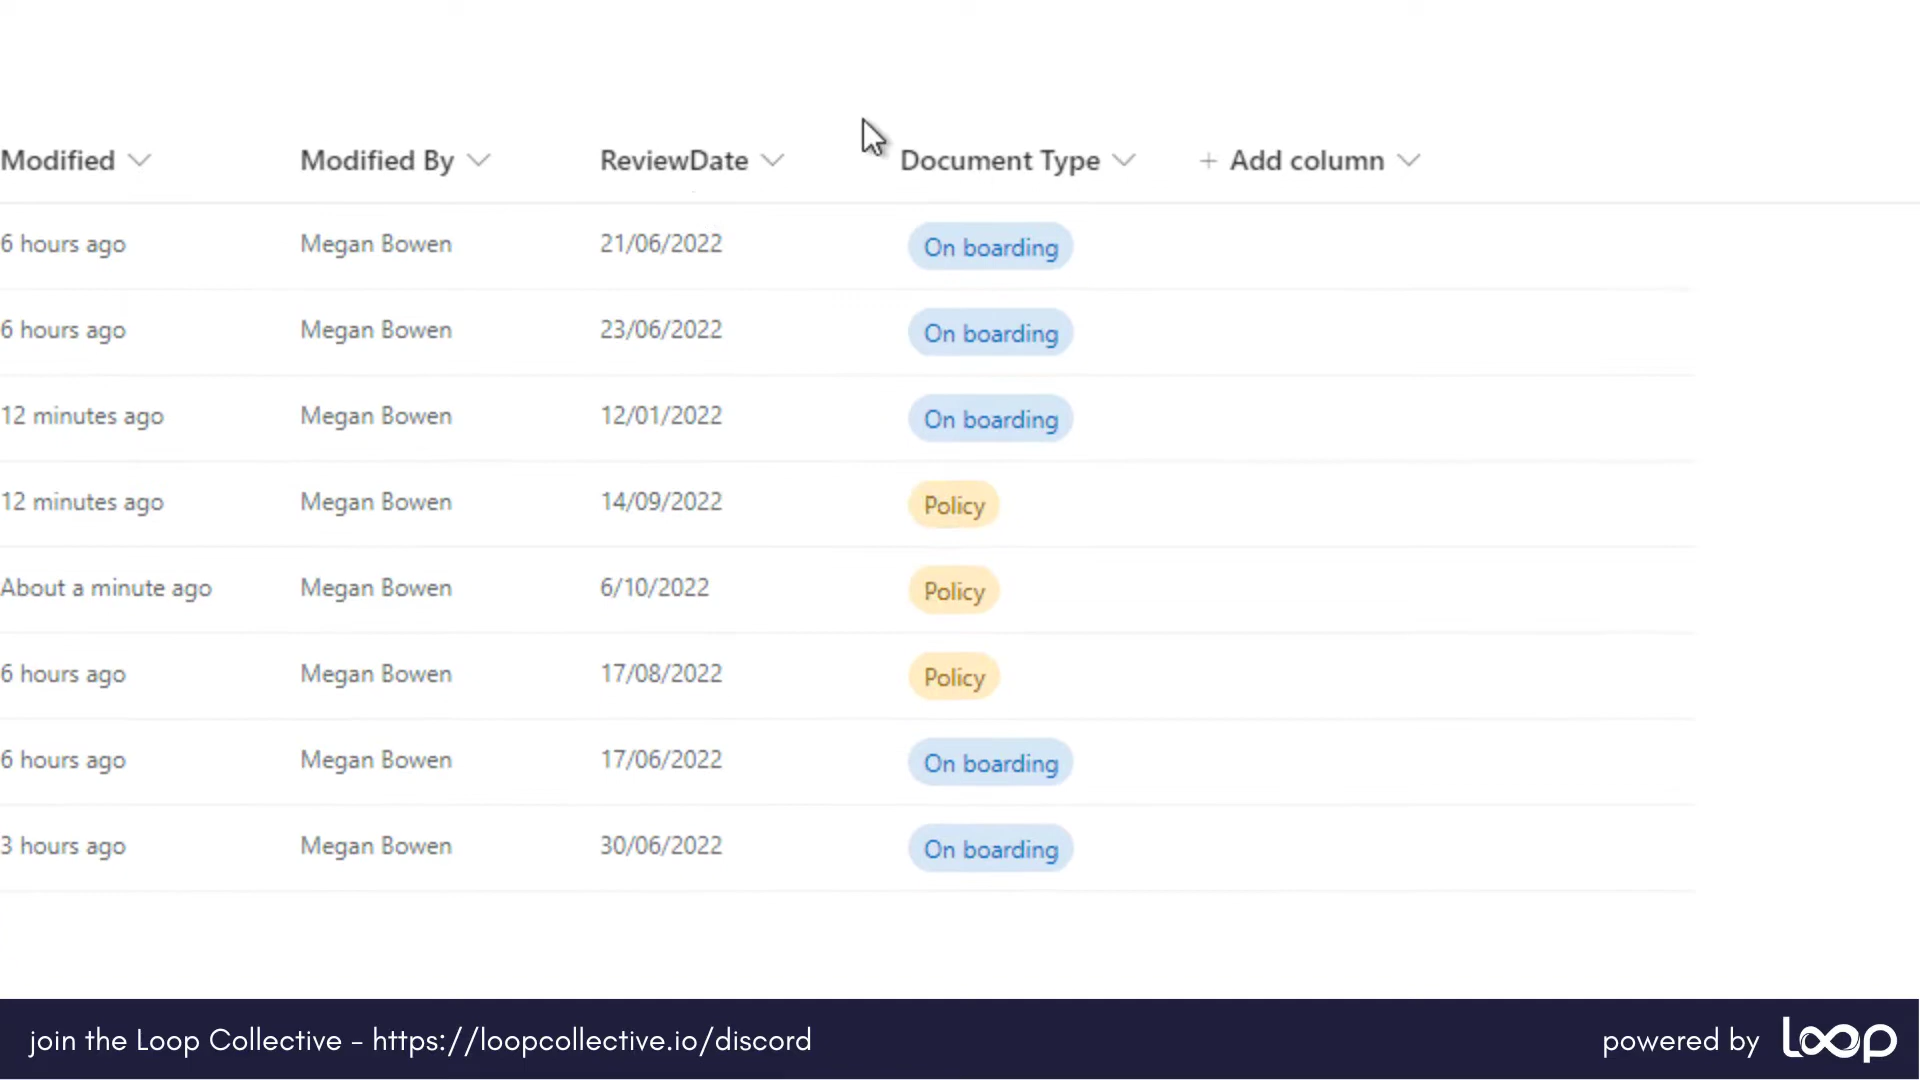 Modified Modified By ReviewDate Document Type + Add column
6 hours ago Megan Bowen 21/06/2022 On boarding
6 hours ago Megan Bowen 23/06/2022 On boarding
12 minutes ago Megan Bowen 12/01/2022 On boarding
12 minutes ago Megan Bowen 14/09/2022 Policy
About a minute ago Megan Bowen 6/10/2022 Policy
6 hours ago Megan Bowen 17/08/2022 Policy
6 hours ago Megan Bowen 17/06/2022 On boarding
3 hours ago Megan Bowen 30/06/2022 On boarding
join the Loop Collective - https://loopcollective.io/discord powered by loop